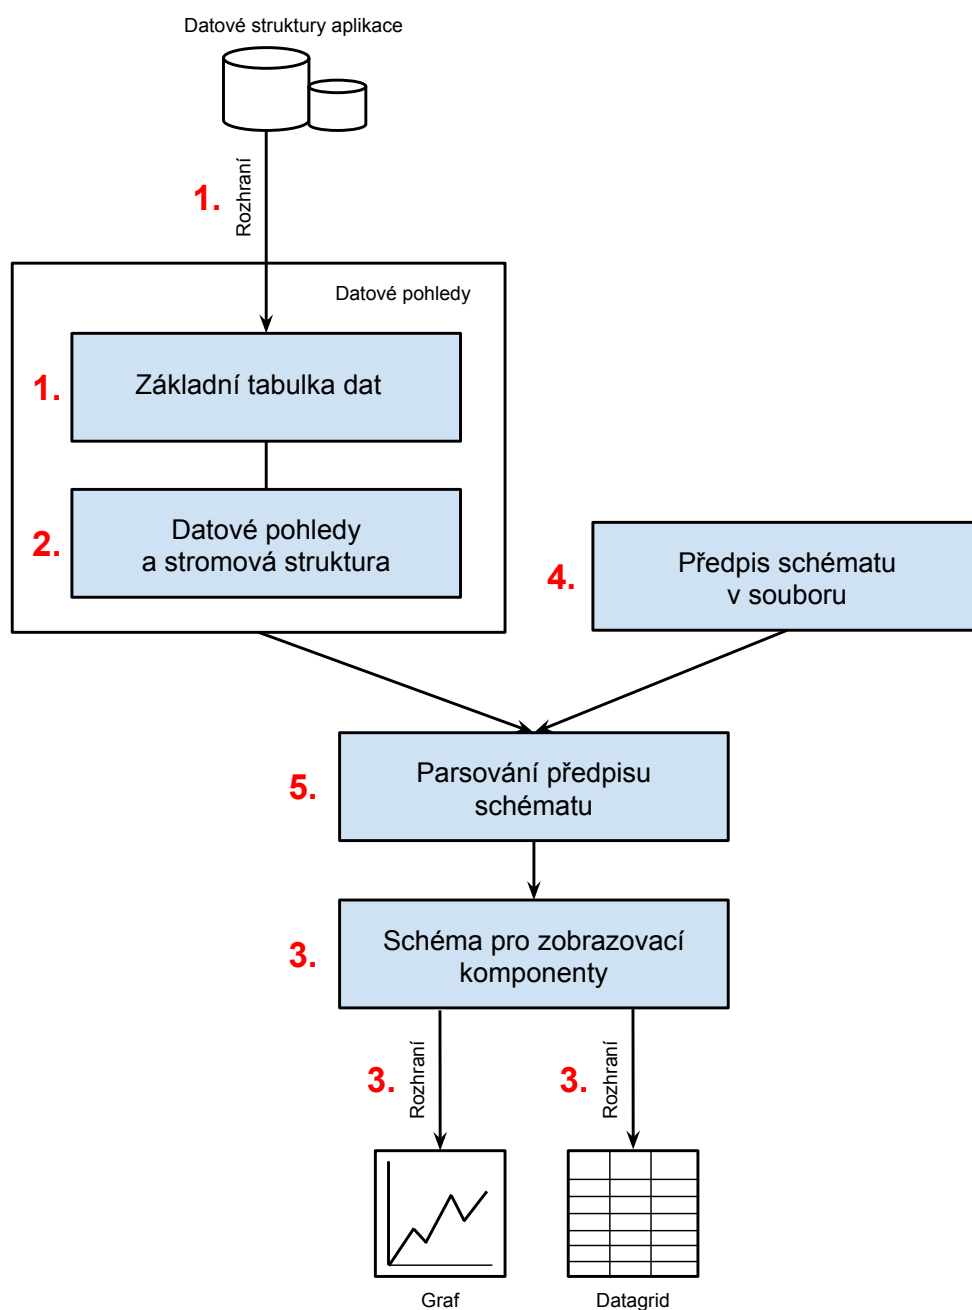 Datové struktury aplikace
1.
Rozhraní
Datové pohledy
1.
Základní tabulka dat
2.
Datové pohledy
a stromová struktura
4.
Předpis schématu
v souboru
5.
Parsování předpisu
schématu
3.
Schéma pro zobrazovací
komponenty
3.
Rozhraní
3.
Rozhraní
Graf
Datagrid